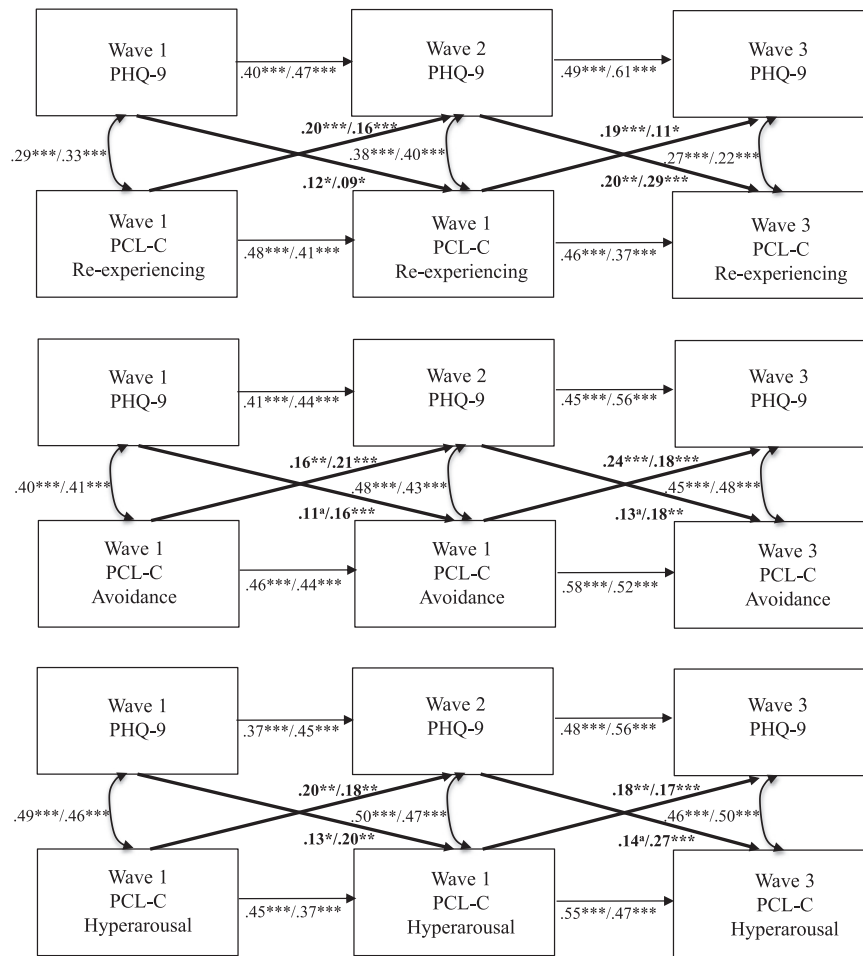 Wave 1
PHQ-9
.40***/.47***
Wave 2
PHQ-9
.49***/.61***
Wave 3
PHQ-9
.29***/.33***
.20***/.16***
.38***/.40***
.12*/.09*
.19***/.11*
.27***/.22***
.20**/.29***
Wave 1
PCL-C
Re-experiencing
.48***/.41***
Wave 1
PCL-C
Re-experiencing
.46***/.37***
Wave 3
PCL-C
Re-experiencing
Wave 1
PHQ-9
.41***/.44***
Wave 2
PHQ-9
.45***/.56***
Wave 3
PHQ-9
.40***/.41***
.16**/.21***
.48***/.43***
.11ª/.16***
.24***/.18***
.45***/.48***
.13ª/.18**
Wave 1
PCL-C
Avoidance
.46***/.44***
Wave 1
PCL-C
Avoidance
.58***/.52***
Wave 3
PCL-C
Avoidance
Wave 1
PHQ-9
.37***/.45***
Wave 2
PHQ-9
.48***/.56***
Wave 3
PHQ-9
.49***/.46***
.20**/.18**
.50***/.47***
.13*/.20**
.18**/.17***
.46***/.50***
.14ª/.27***
Wave 1
PCL-C
Hyperarousal
.45***/.37***
Wave 1
PCL-C
Hyperarousal
.55***/.47***
Wave 3
PCL-C
Hyperarousal